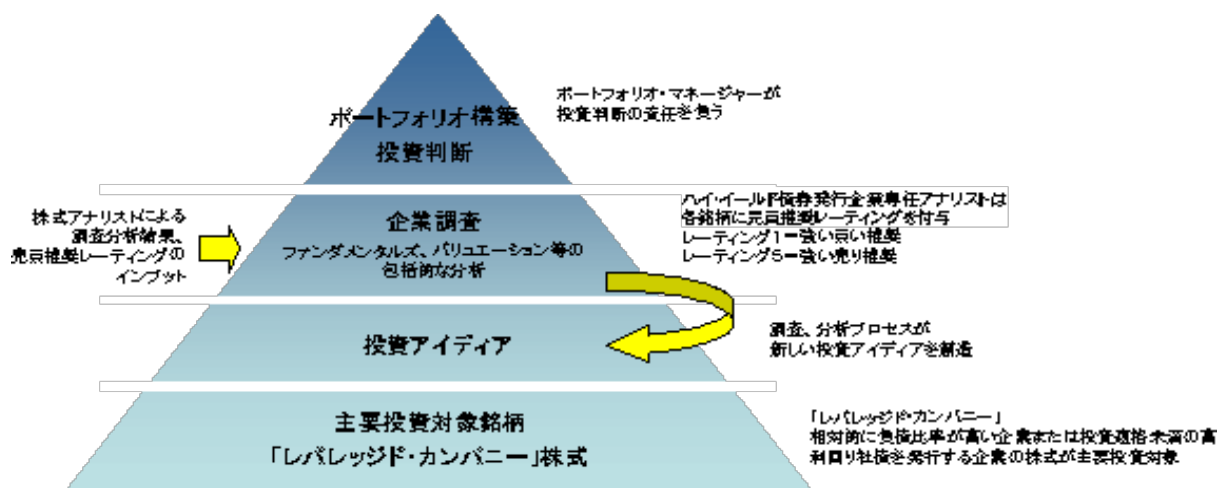 ポートフォリオ構築
投資判断
ポートフォリオ・マネージャーが
投資判断の責任を負う
株式アナリストによる
調査分析結果、
売買推奨レーティングの
インプット
企業調査
ファンダメンタルズ、バリュエーション等の
包括的な分析
ハイ・イールド債券発行企業専任アナリストは
各銘柄に売買推奨レーティングを付与
レーティング1=強い買い推奨
レーティング5=強い売り推奨
投資アイディア
調査、分析プロセスが
新しい投資アイディアを創造
主要投資対象銘柄
「レバレッジド・カンパニー」株式
「レバレッジド・カンパニー」
相対的に負債比率が高い企業または投資適格未満の高
利回り社債を発行する企業の株式が主要投資対象